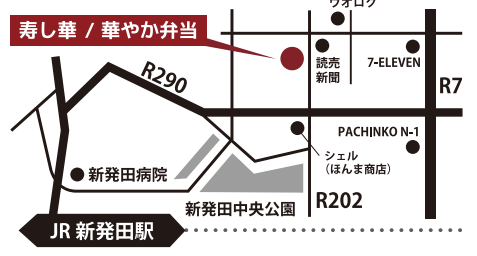 ウオロク
寿し華 / 華やか弁当
読売
新聞
7-ELEVEN
R290
R7
PACHINKO N-1
シェル
(ほんま商店)
新発田病院
新発田中央公園
R202
JR 新発田駅